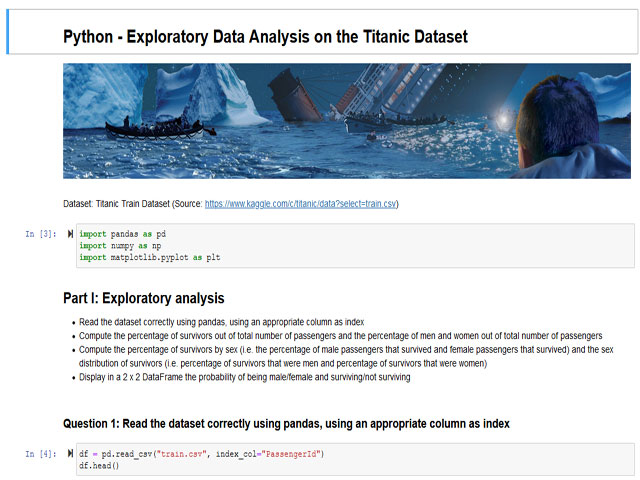 Python - Exploratory Data Analysis on the Titanic Dataset
Dataset: Titanic Train Dataset (Source: https://www.kaggle.com/c/titanic/data?select=train.csv)
In [3]: import pandas as pd
import numpy as np
import matplotlib.pyplot as plt
Part I: Exploratory analysis
• Read the dataset correctly using pandas, using an appropriate column as index
• Compute the percentage of survivors out of total number of passengers and the percentage of men and women out of total number of passengers
• Compute the percentage of survivors by sex (i.e. the percentage of male passengers that survived and female passengers that survived) and the sex
distribution of survivors (i.e. percentage of survivors that were men and percentage of survivors that were women)
• Display in a 2 x 2 DataFrame the probability of being male/female and surviving/not surviving
Question 1: Read the dataset correctly using pandas, using an appropriate column as index
In [4]: df = pd.read_csv("train.csv", index_col="PassengerId")
df.head()